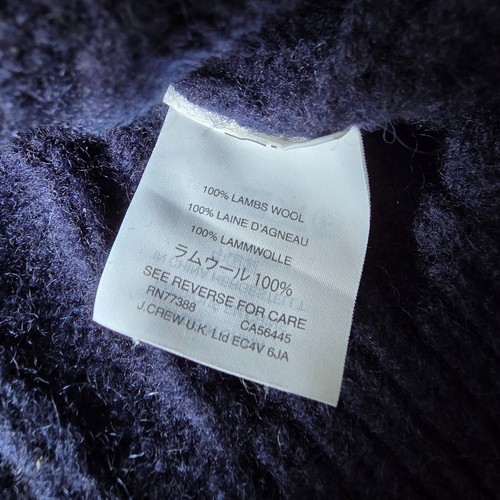 100% LAMBS WOOL
100% LAINE D'AGNEAU
100% LAMMWOLLE
ラムウール 100%
SEE REVERSE FOR CARE
RN77388 CA56445
J.CREW U.K. Ltd EC4V 6JA